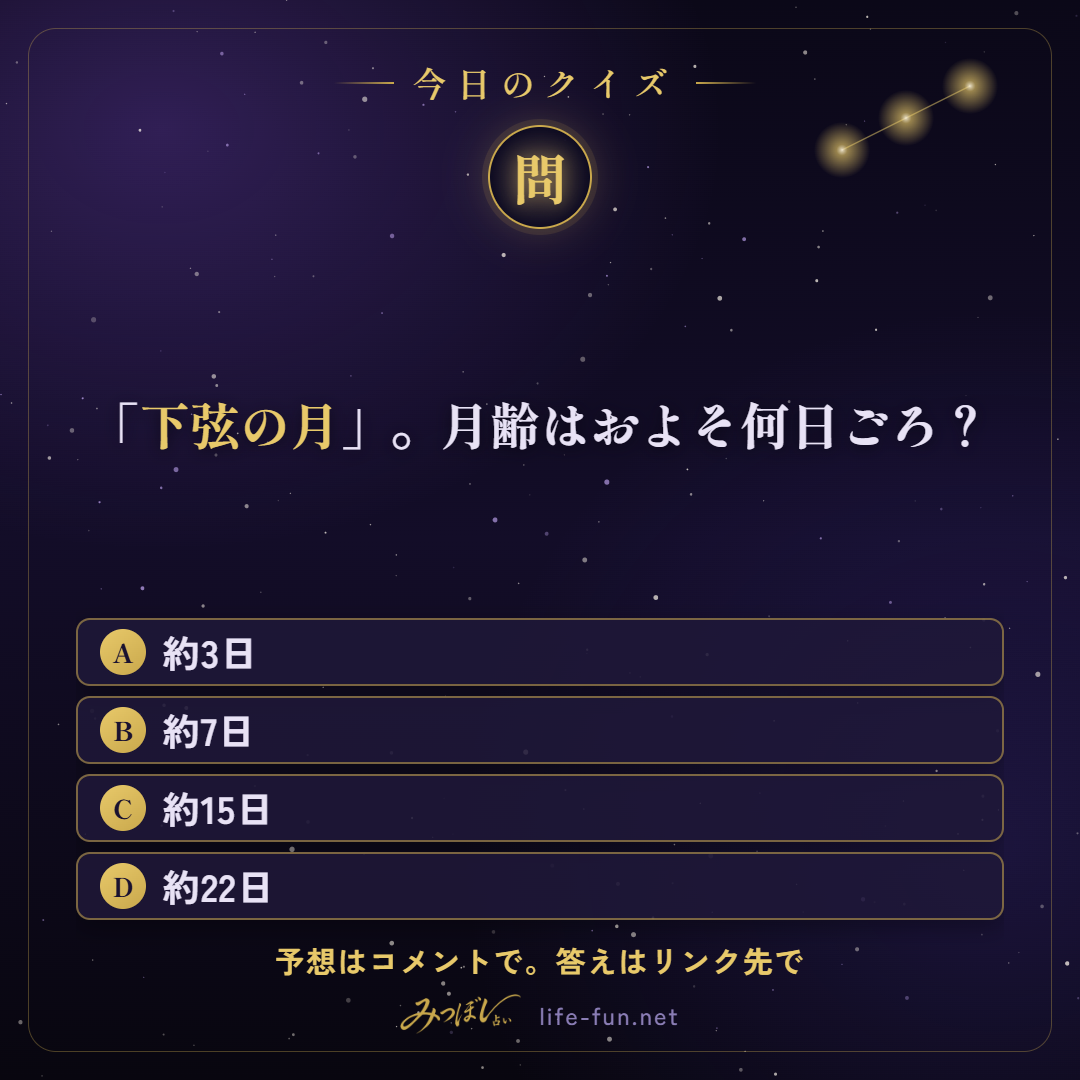 今日のクイズ
問
「下弦の月」。月齢はおよそ何日ごろ？
A 約3日
B 約7日
C 約15日
D 約22日
予想はコメントで。答えはリンク先で
みつぼし占い life-fun.net